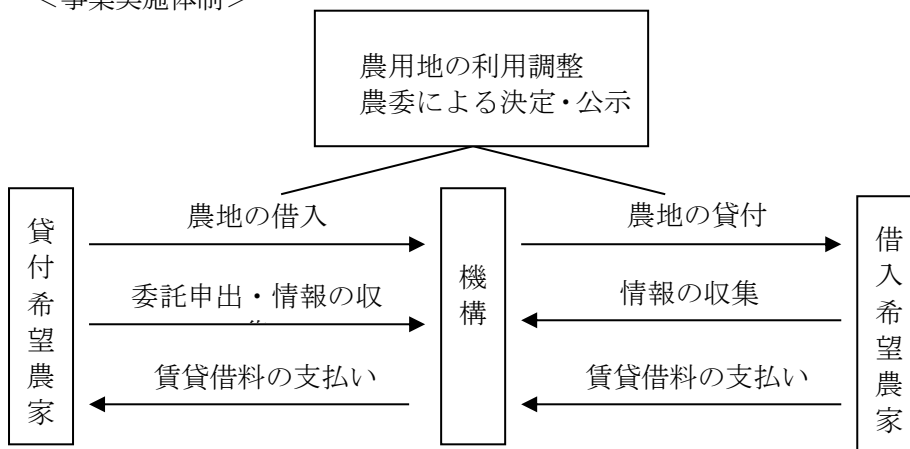 <事業実施体制>
農用地の利用調整
農委による決定・公示
貸付希望農家
農地の借入
委託申出・情報の収
賃貸借料の支払い
機構
農地の貸付
情報の収集
賃貸借料の支払い
借入希望農家